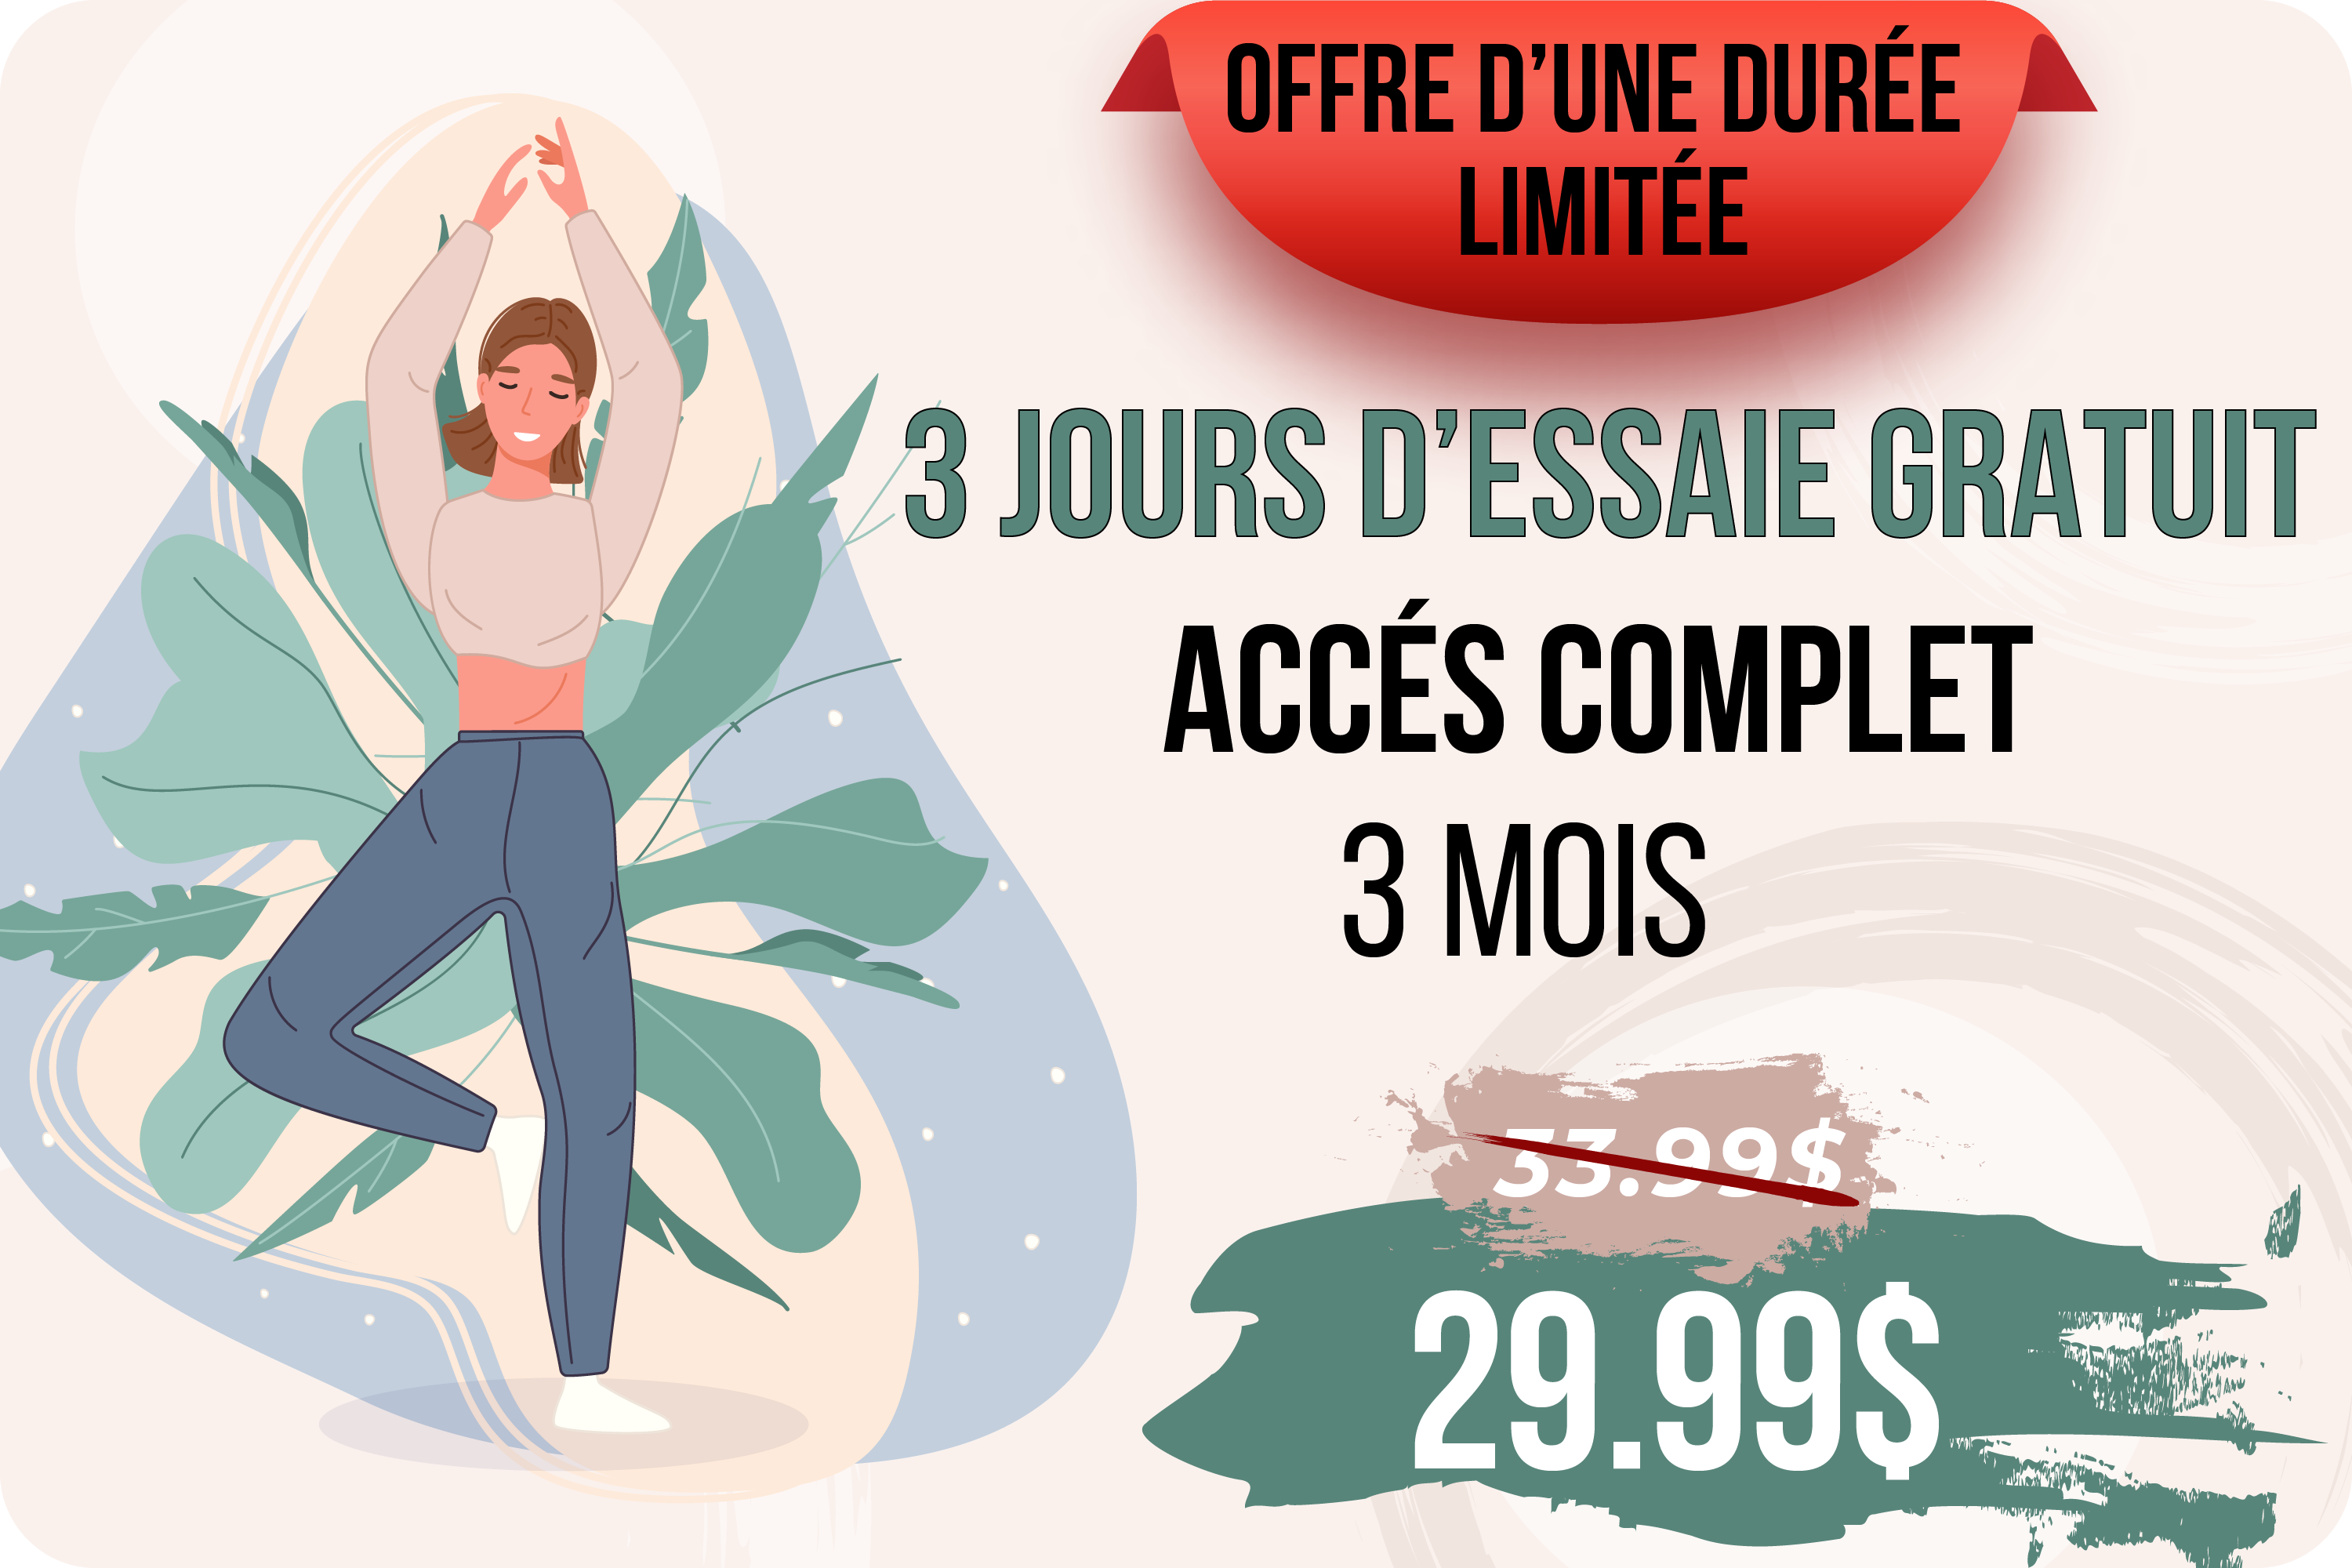 OFFRE D’UNE DURÉE
LIMITÉE
3 JOURS D’ESSAIE GRATUIT
ACCÉS COMPLET
3 MOIS
33.99$
29.99$